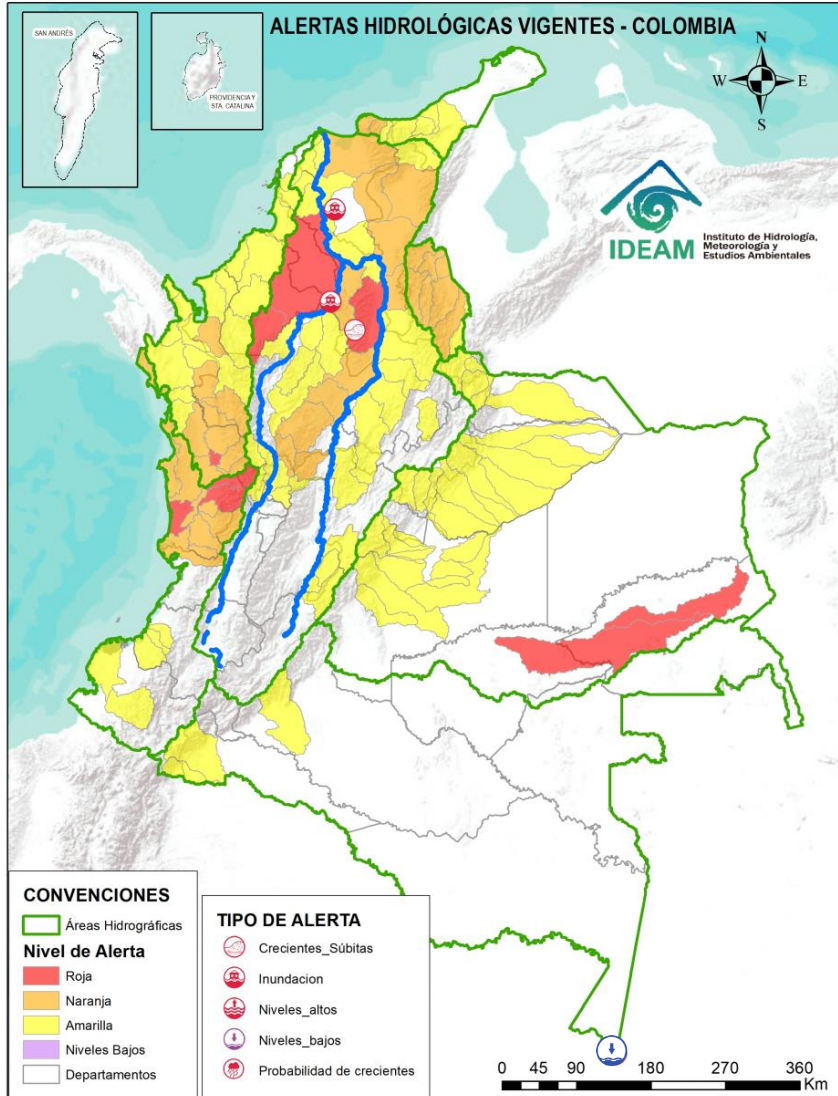 ALERTAS HIDROLÓGICAS VIGENTES - COLOMBIA
SAN ANDRÉS
PROVIDENCIA Y
STA. CATALINA
N
W
E
S
IDEAM
Instituto de Hidrología,
Meteorología y
Estudios Ambientales
CONVENCIONES
Áreas Hidrográficas
Nivel de Alerta
Roja
Naranja
Amarilla
Niveles Bajos
Departamentos
TIPO DE ALERTA
Crecientes_Súbitas
Inundacion
Niveles_altos
Niveles_bajos
Probabilidad de crecientes
0 45 90 180 270 360
Km